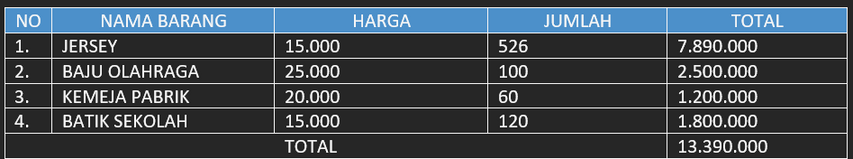 NO NAMA BARANG HARGA JUMLAH TOTAL
1. JERSEY 15.000 526 7.890.000
2. BAJU OLAHRAGA 25.000 100 2.500.000
3. KEMEJA PABRIK 20.000 60 1.200.000
4. BATIK SEKOLAH 15.000 120 1.800.000
TOTAL 13.390.000